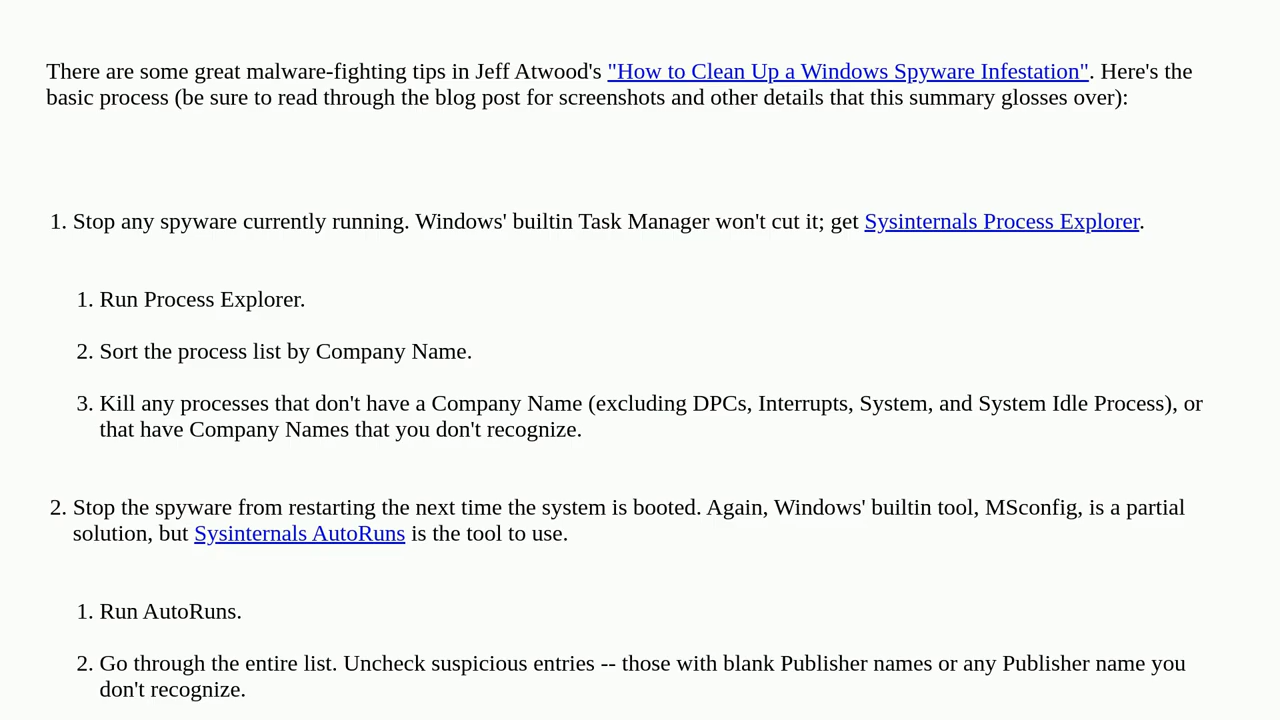 There are some great malware-fighting tips in Jeff Atwood's "How to Clean Up a Windows Spyware Infestation". Here's the
basic process (be sure to read through the blog post for screenshots and other details that this summary glosses over):
1. Stop any spyware currently running. Windows' builtin Task Manager won't cut it; get Sysinternals Process Explorer.
1. Run Process Explorer.
2. Sort the process list by Company Name.
3. Kill any processes that don't have a Company Name (excluding DPCs, Interrupts, System, and System Idle Process), or
that have Company Names that you don't recognize.
2. Stop the spyware from restarting the next time the system is booted. Again, Windows' builtin tool, MSconfig, is a partial
solution, but Sysinternals AutoRuns is the tool to use.
1. Run AutoRuns.
2. Go through the entire list. Uncheck suspicious entries -- those with blank Publisher names or any Publisher name you
don't recognize.